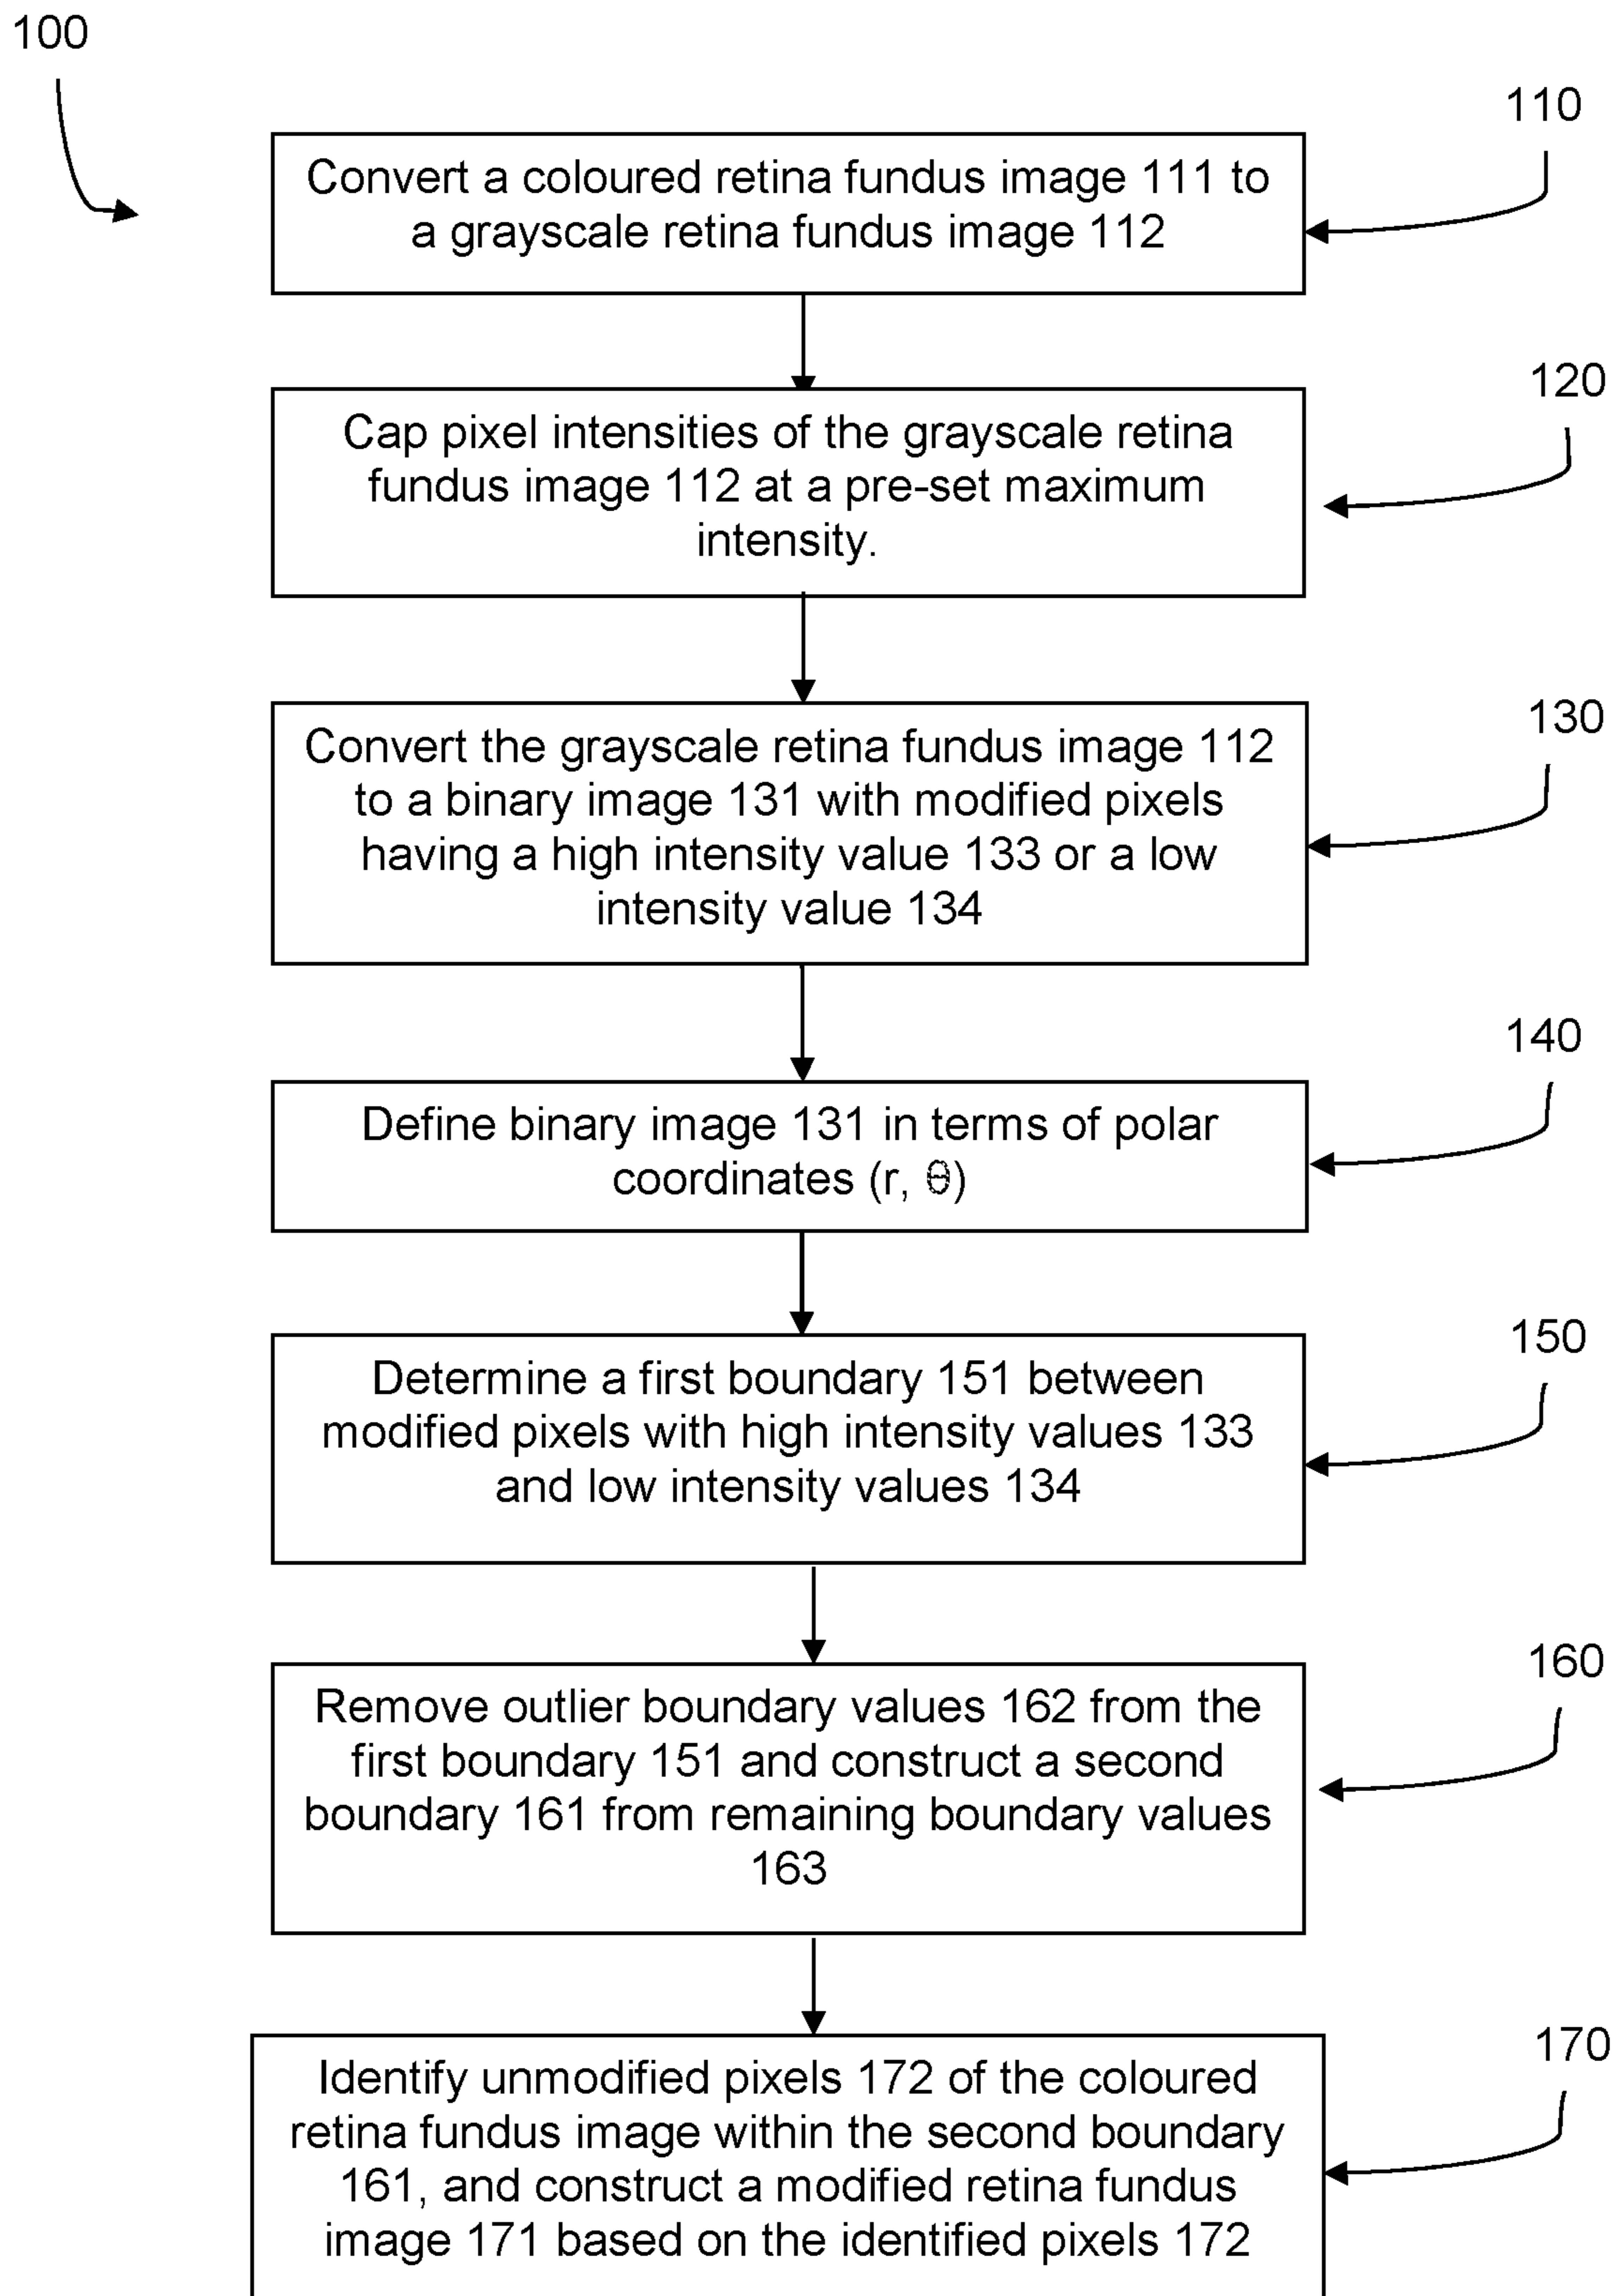 100
110
Convert a coloured retina fundus image 111 to
a grayscale retina fundus image 112
120
Cap pixel intensities of the grayscale retina
fundus image 112 at a pre-set maximum
intensity.
130
Convert the grayscale retina fundus image 112
to a binary image 131 with modified pixels
having a high intensity value 133 or a low
intensity value 134
140
Define binary image 131 in terms of polar
coordinates (r, θ)
150
Determine a first boundary 151 between
modified pixels with high intensity values 133
and low intensity values 134
160
Remove outlier boundary values 162 from the
first boundary 151 and construct a second
boundary 161 from remaining boundary values
163
170
Identify unmodified pixels 172 of the coloured
retina fundus image within the second boundary
161, and construct a modified retina fundus
image 171 based on the identified pixels 172